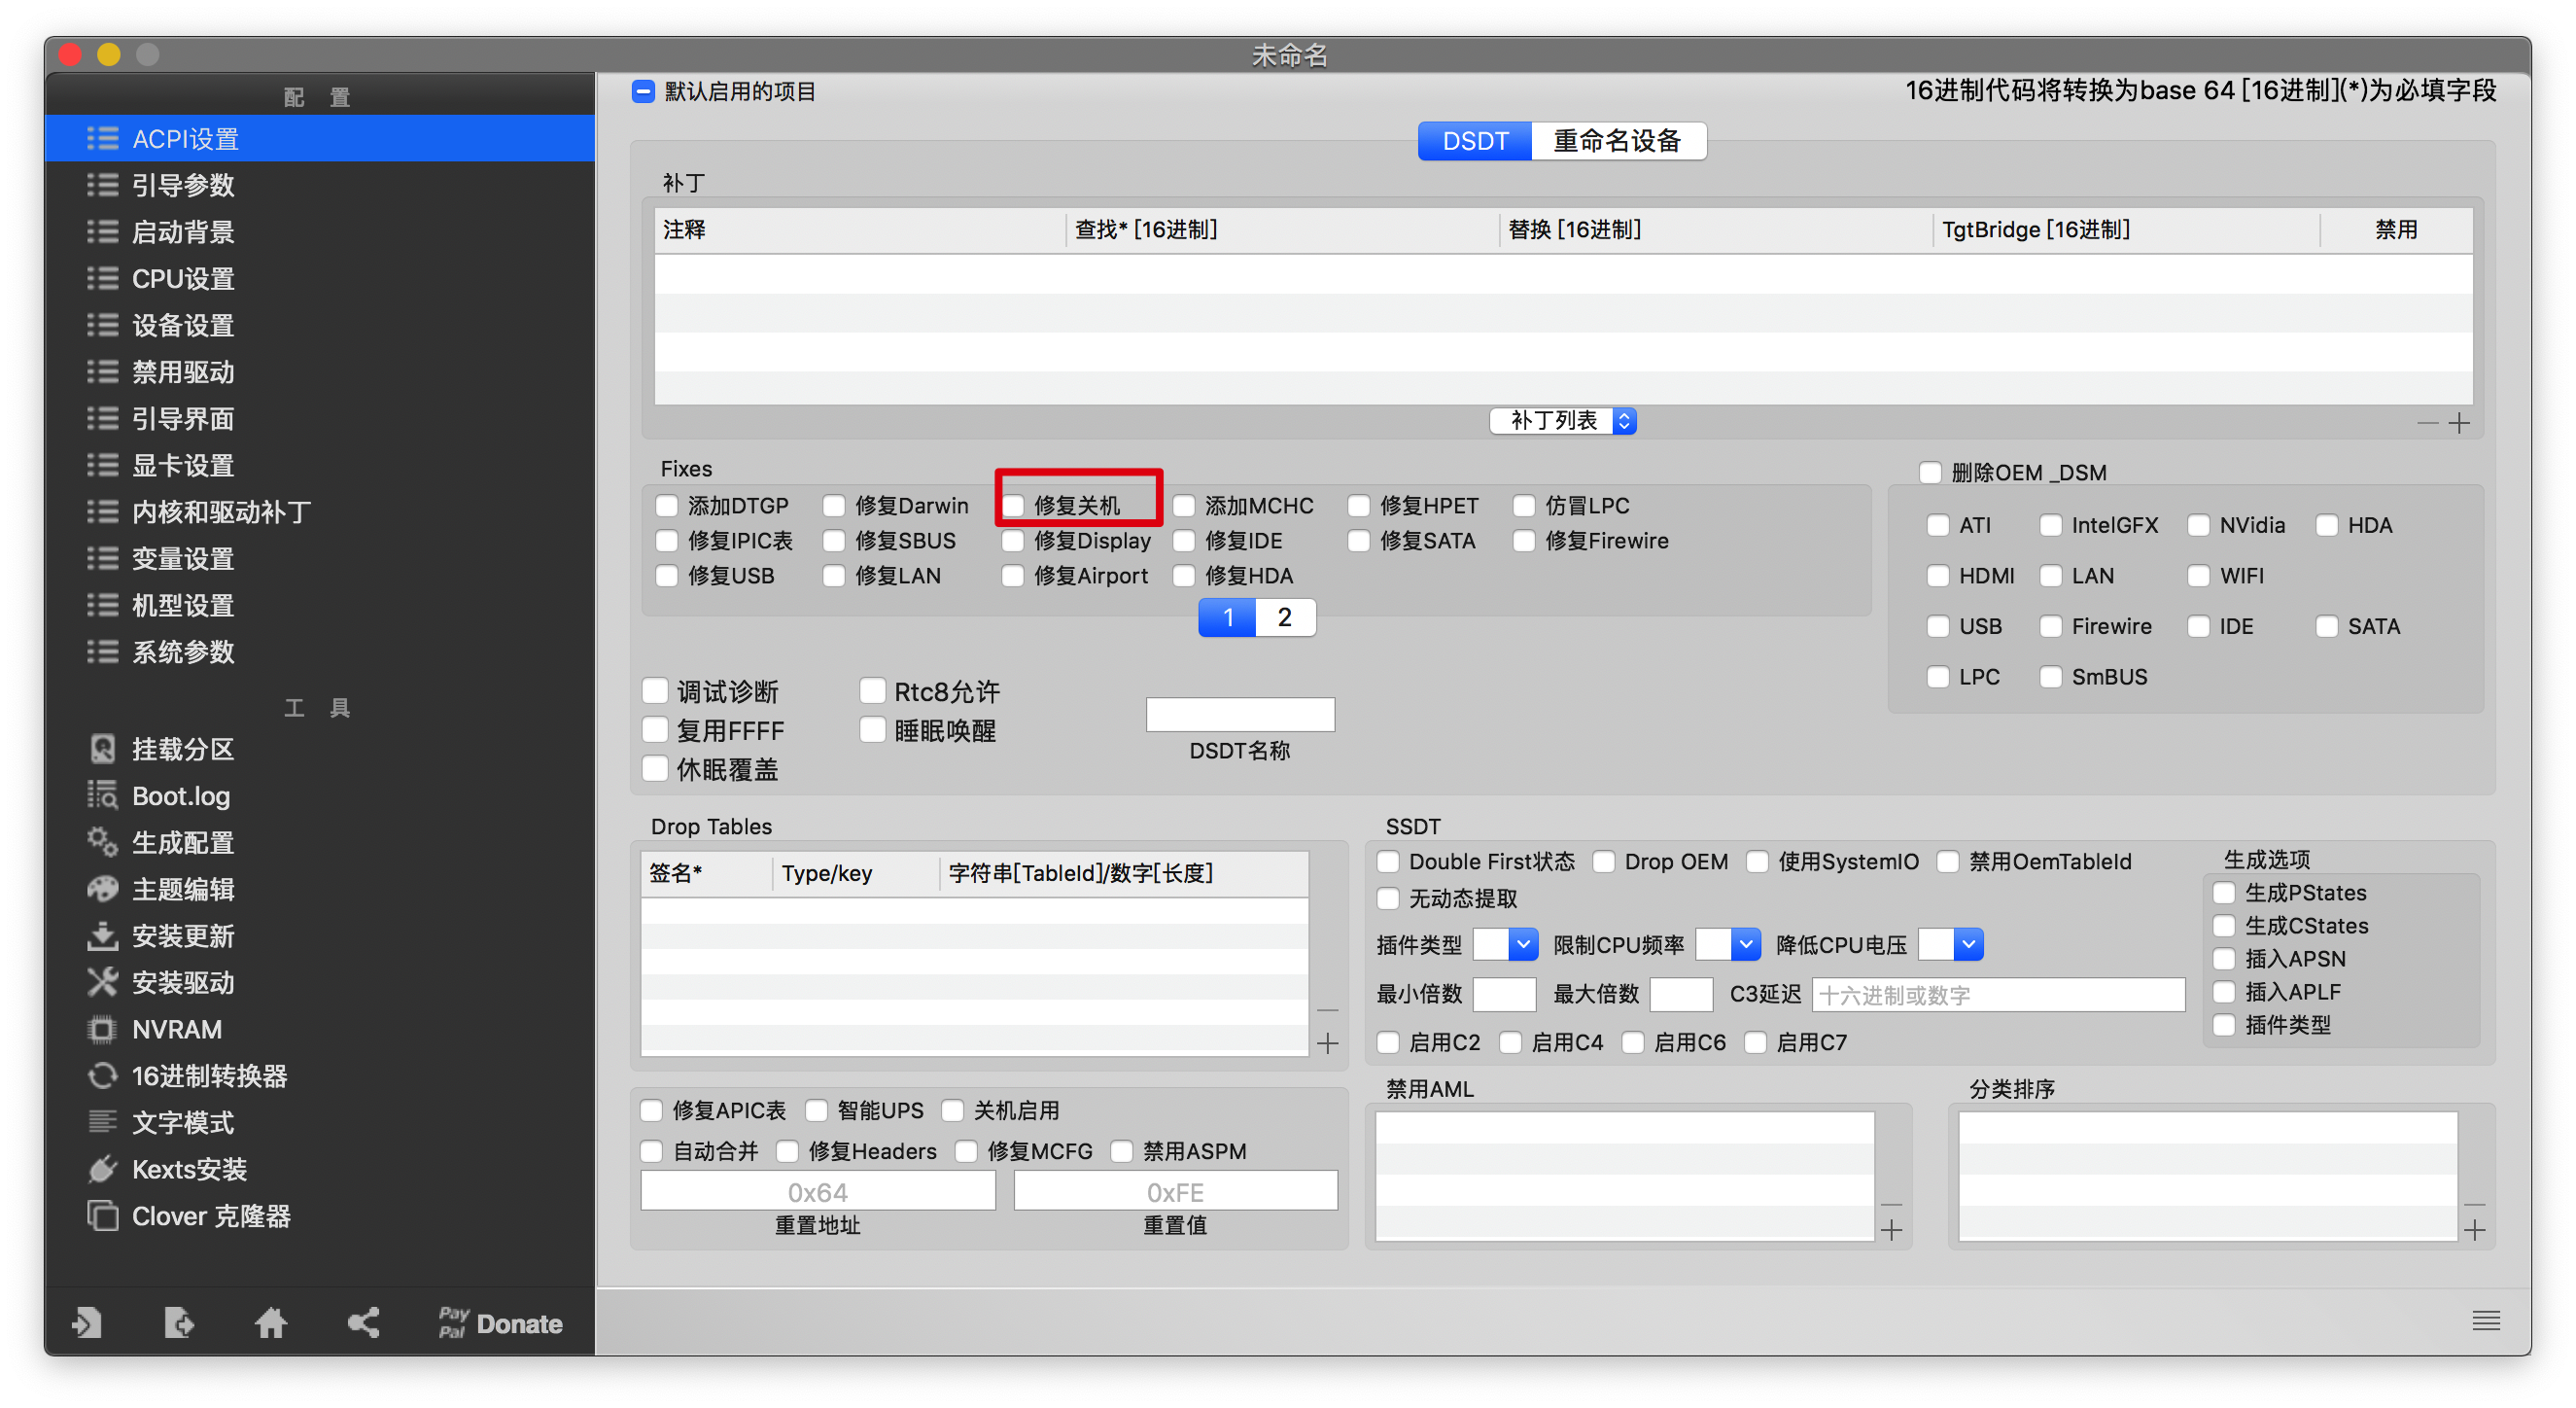 未命名
配 置
ACPI设置
引导参数
启动背景
CPU设置
设备设置
禁用驱动
引导界面
显卡设置
内核和驱动补丁
变量设置
机型设置
系统参数
工 具
挂载分区
Boot.log
生成配置
主题编辑
安装更新
安装驱动
NVRAM
16进制转换器
文字模式
Kexts安装
Clover 克隆器
Pay Pal Donate
默认启用的项目
16进制代码将转换为base 64 [16进制](*)为必填字段
DSDT 重命名设备
补丁
注释 查找* [16进制] 替换 [16进制] TgtBridge [16进制] 禁用
补丁列表
Fixes
添加DTGP 修复Darwin 修复关机 添加MCHC 修复HPET 仿冒LPC
修复IPIC表 修复SBUS 修复Display 修复IDE 修复SATA 修复Firewire
修复USB 修复LAN 修复Airport 修复HDA
1 2
删除OEM _DSM
ATI IntelGFX NVidia HDA
HDMI LAN WIFI
USB Firewire IDE SATA
LPC SmBUS
调试诊断 Rtc8允许
复用FFFF 睡眠唤醒
休眠覆盖
DSDT名称
Drop Tables
签名* Type/key 字符串[TableId]/数字[长度]
SSDT
Double First状态 Drop OEM 使用SystemIO 禁用OemTableId
无动态提取
插件类型 限制CPU频率 降低CPU电压
最小倍数 最大倍数 C3延迟 十六进制或数字
启用C2 启用C4 启用C6 启用C7
生成选项
生成PStates
生成CStates
插入APSN
插入APLF
插件类型
修复APIC表 智能UPS 关机启用
自动合并 修复Headers 修复MCFG 禁用ASPM
0x64 0xFE
重置地址 重置值
禁用AML
分类排序